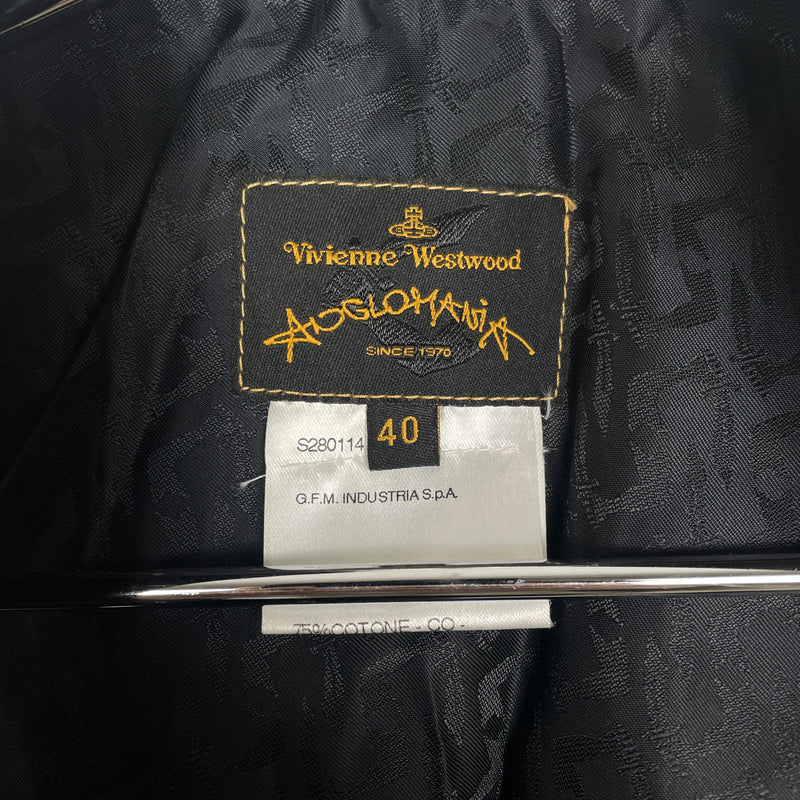 Vivienne Westwood
ANGLOMANIA
SINCE 1970
S280114
40
G.F.M. INDUSTRIA S.p.A.
75%COTONE - CO -